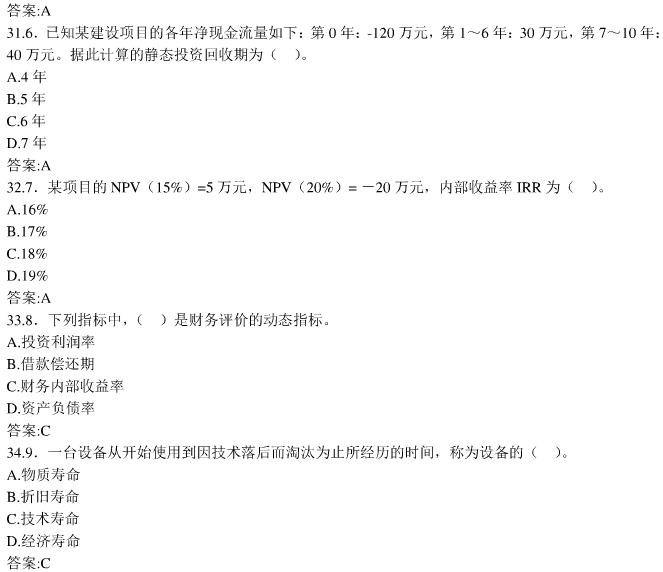 答案:A
31.6．已知某建设项目的各年净现金流量如下：第 0 年：-120 万元，第 1～6 年：30 万元，第 7～10 年：
40 万元。据此计算的静态投资回收期为（　）。
A.4 年
B.5 年
C.6 年
D.7 年
答案:A
32.7．某项目的 NPV（15%）=5 万元，NPV（20%）= －20 万元，内部收益率 IRR 为（　）。
A.16%
B.17%
C.18%
D.19%
答案:A
33.8．下列指标中，（　）是财务评价的动态指标。
A.投资利润率
B.借款偿还期
C.财务内部收益率
D.资产负债率
答案:C
34.9．一台设备从开始使用到因技术落后而淘汰为止所经历的时间，称为设备的（　）。
A.物质寿命
B.折旧寿命
C.技术寿命
D.经济寿命
答案:C